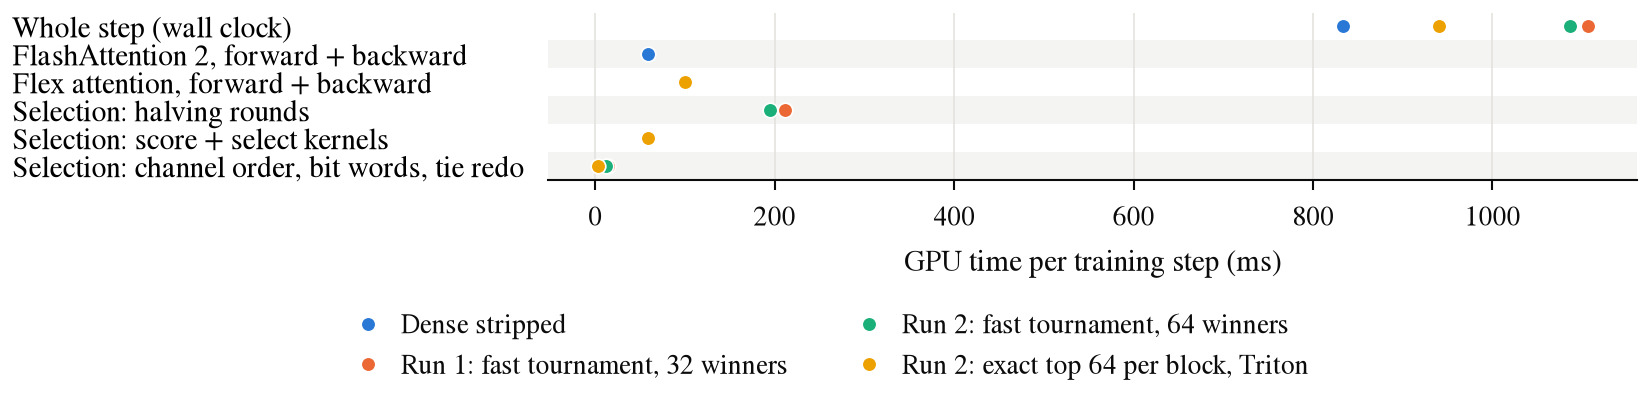 Whole step (wall clock)
FlashAttention 2, forward + backward
Flex attention, forward + backward
Selection: halving rounds
Selection: score + select kernels
Selection: channel order, bit words, tie redo
0 200 400 600 800 1000
GPU time per training step (ms)
Dense stripped
Run 1: fast tournament, 32 winners
Run 2: fast tournament, 64 winners
Run 2: exact top 64 per block, Triton